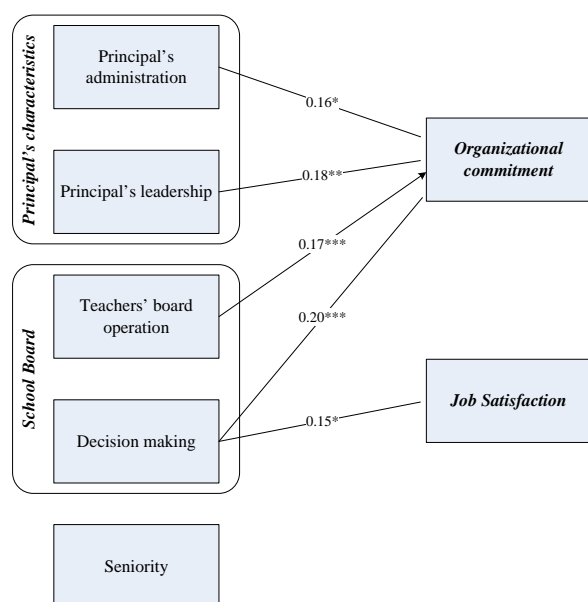 Principal's characteristics
Principal's
administration
Principal's leadership
School Board
Teachers' board
operation
Decision making
Seniority
0.16*
0.18**
0.17***
0.20***
0.15*
Organizational
commitment
Job Satisfaction